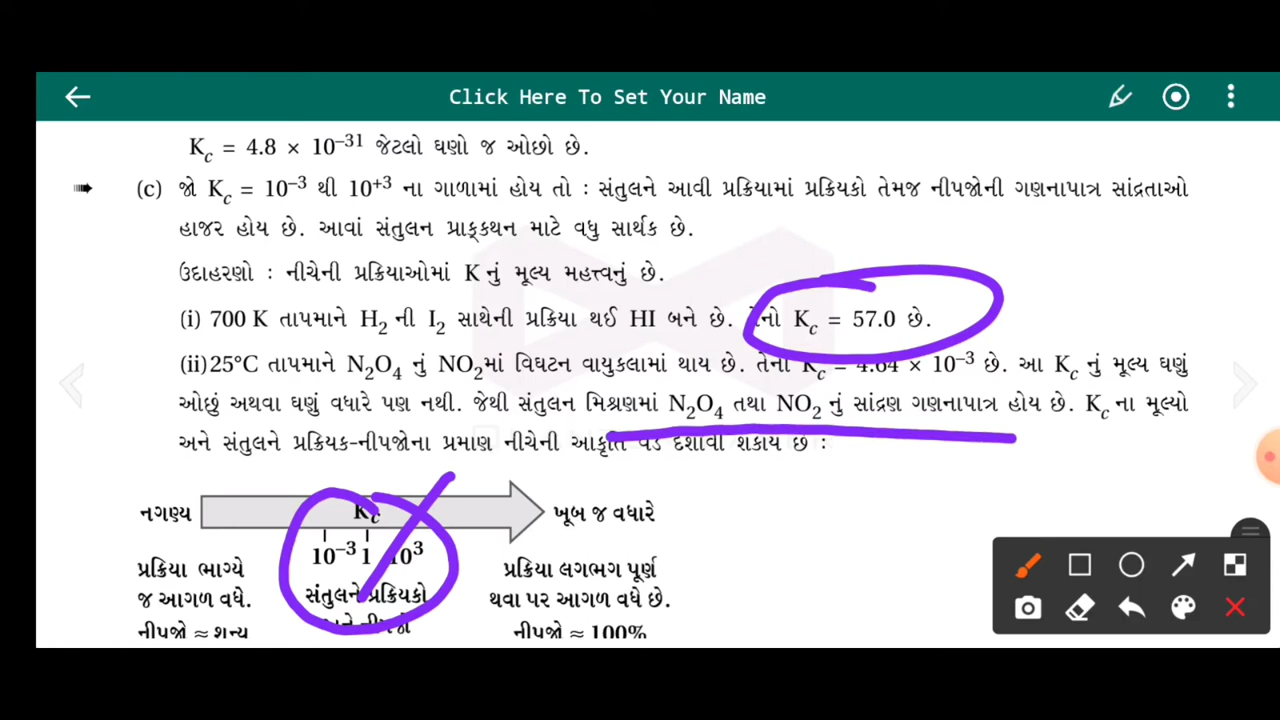 Click Here To Set Your Name
K_c = 4.8 × 10⁻³¹ જેટલો ઘણો જ ઓછો છે.
➠ (c) જો K_c = 10⁻³ થી 10⁺³ ના ગાળામાં હોય તો : સંતુલને આવી પ્રક્રિયામાં પ્રક્રિયકો તેમજ નીપજોની ગણનાપાત્ર સાંદ્રતાઓ
હાજર હોય છે. આવાં સંતુલન પ્રાક્કથન માટે વધુ સાર્થક છે.
ઉદાહરણો : નીચેની પ્રક્રિયાઓમાં K નું મૂલ્ય મહત્ત્વનું છે.
(i) 700 K તાપમાને H₂ ની I₂ સાથેની પ્રક્રિયા થઈ HI બને છે. તેનો K_c = 57.0 છે.
(ii) 25°C તાપમાને N₂O₄ નું NO₂માં વિઘટન વાયુકલામાં થાય છે. તેના K_c = 4.64 × 10⁻³ છે. આ K_c નું મૂલ્ય ઘણું
ઓછું અથવા ઘણું વધારે પણ નથી. જેથી સંતુલન મિશ્રણમાં N₂O₄ તથા NO₂ નું સાંદ્રણ ગણનાપાત્ર હોય છે. K_c ના મૂલ્યો
અને સંતુલને પ્રક્રિયક-નીપજોના પ્રમાણ નીચેની આકૃતિ વડે દર્શાવી શકાય છે :
નગણ્ય K_c ખૂબ જ વધારે
10⁻³ 1 10³
પ્રક્રિયા ભાગ્યે સંતુલને પ્રક્રિયકો પ્રક્રિયા લગભગ પૂર્ણ
જ આગળ વધે. અને નીપજો થવા પર આગળ વધે છે.
નીપજો ≈ શન્ય નીપજો ≈ 100%